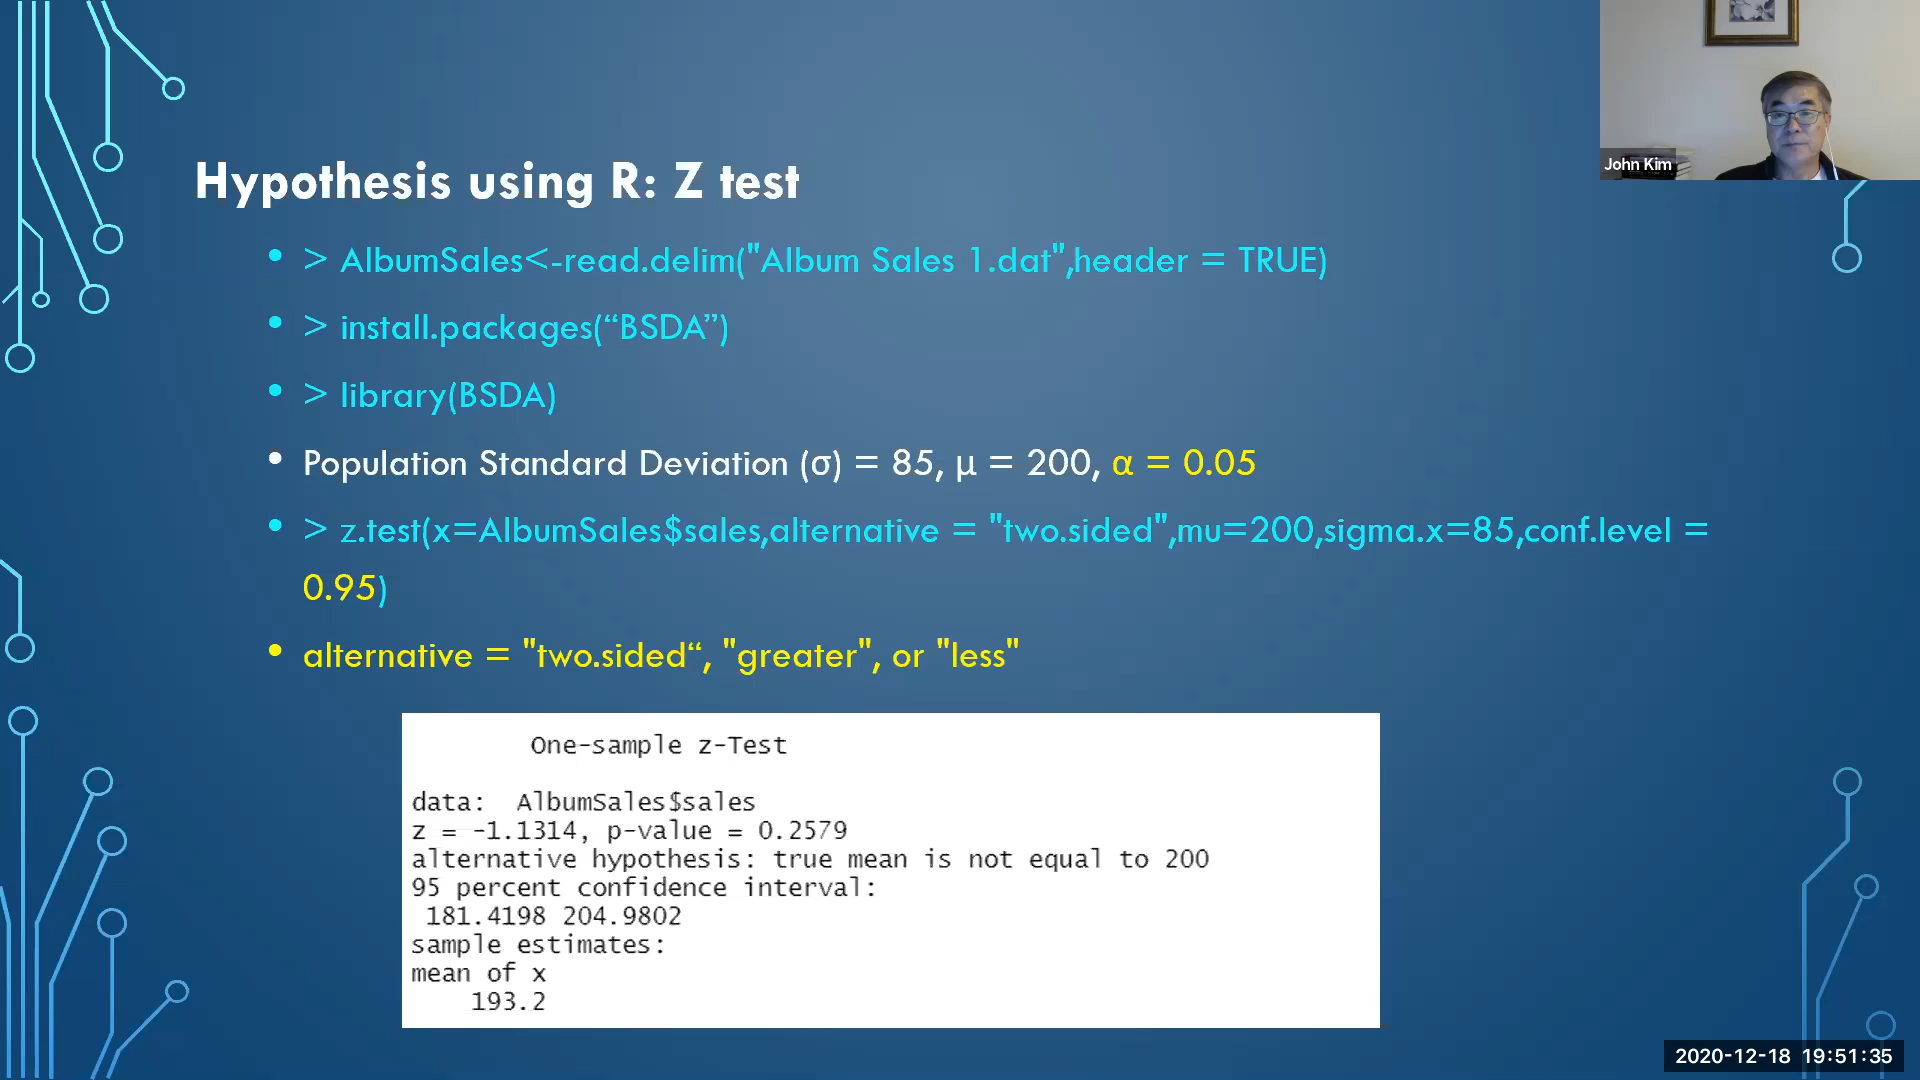 John Kim
Hypothesis using R: Z test
• > AlbumSales<-read.delim("Album Sales 1.dat",header = TRUE)
• > install.packages(“BSDA”)
• > library(BSDA)
• Population Standard Deviation (σ) = 85, μ = 200, α = 0.05
• > z.test(x=AlbumSales$sales,alternative = "two.sided",mu=200,sigma.x=85,conf.level =
0.95)
• alternative = "two.sided“, "greater", or "less"
One-sample z-Test
data:  AlbumSales$sales
z = -1.1314, p-value = 0.2579
alternative hypothesis: true mean is not equal to 200
95 percent confidence interval:
181.4198 204.9802
sample estimates:
mean of x
193.2
2020-12-18 19:51:35